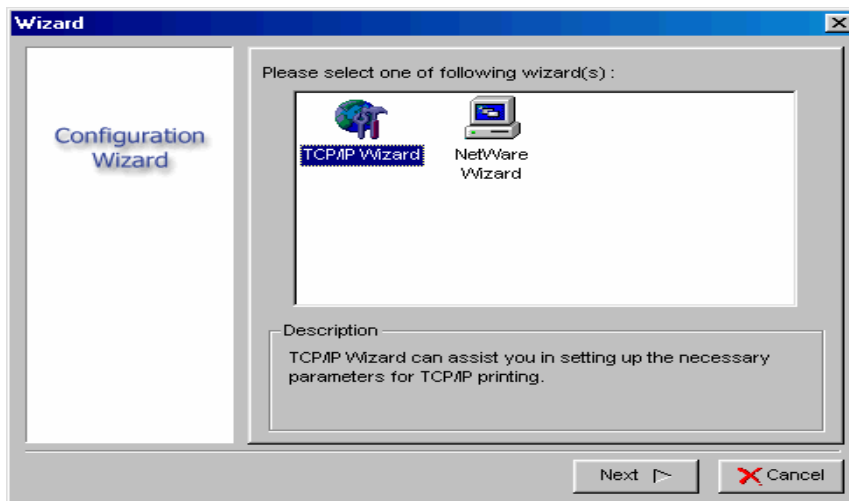 Wizard
Configuration
Wizard
Please select one of following wizard(s) :
TCP/IP Wizard
NetWare
Wizard
Description
TCP/IP Wizard can assist you in setting up the necessary
parameters for TCP/IP printing.
Next
Cancel